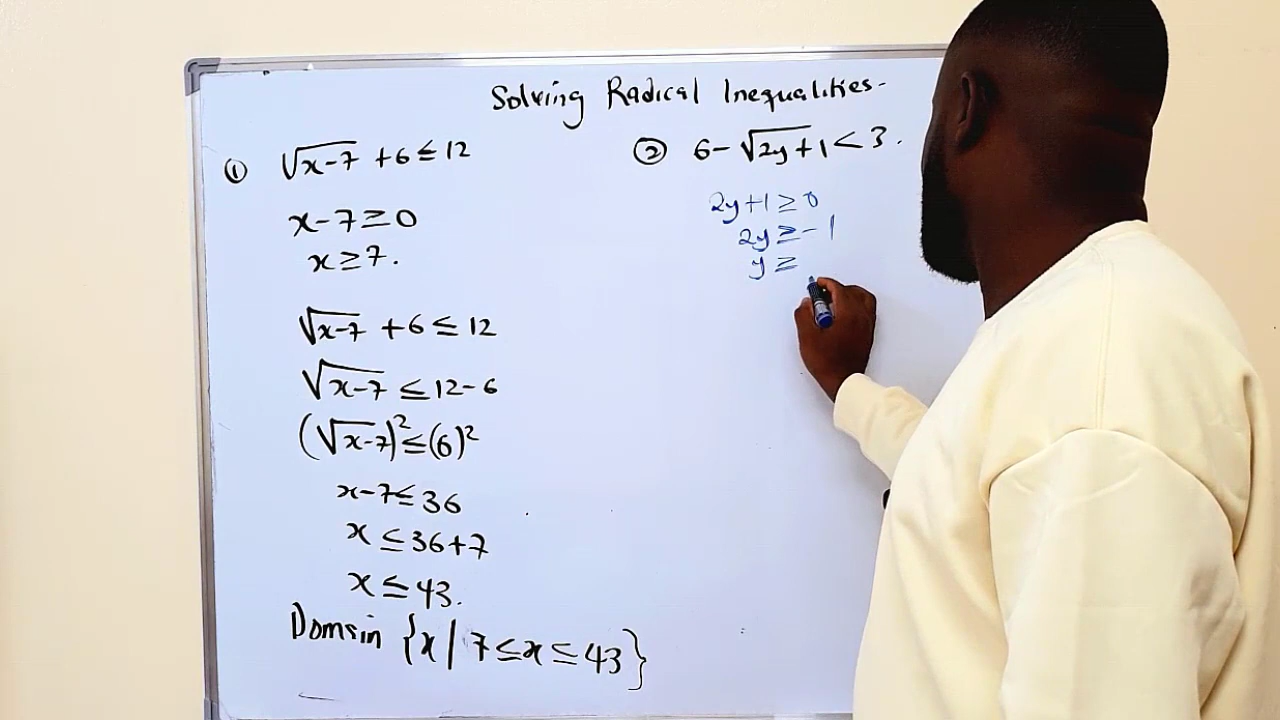 Solving Radical Inequalities.
① √x-7 + 6 ≤ 12
x - 7 ≥ 0
x ≥ 7.
√x-7 + 6 ≤ 12
√x-7 ≤ 12 - 6
(√x-7)² ≤ (6)²
x - 7 ≤ 36
x ≤ 36 + 7
x ≤ 43.
Domain {x | 7 ≤ x ≤ 43}
② 6 - √2y + 1 < 3.
2y + 1 ≥ 0
2y ≥ - 1
y ≥